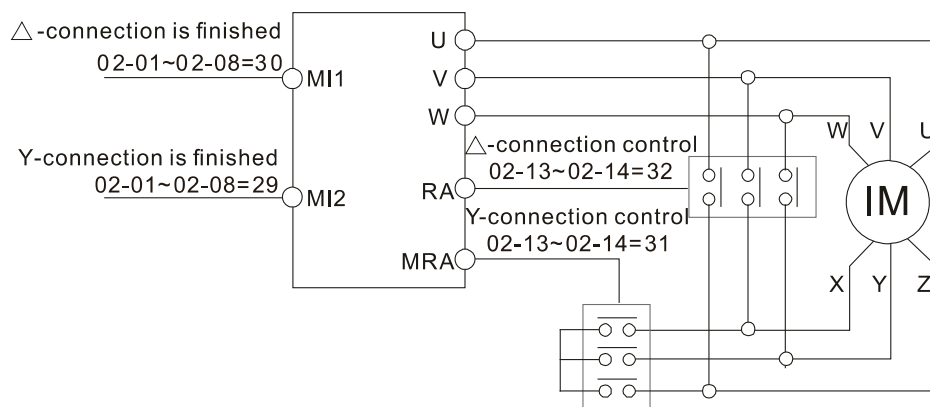 △-connection is finished
02-01~02-08=30
MI1
Y-connection is finished
02-01~02-08=29
MI2
U
V
W
RA
MRA
△-connection control
02-13~02-14=32
Y-connection control
02-13~02-14=31
W V U
IM
X Y Z